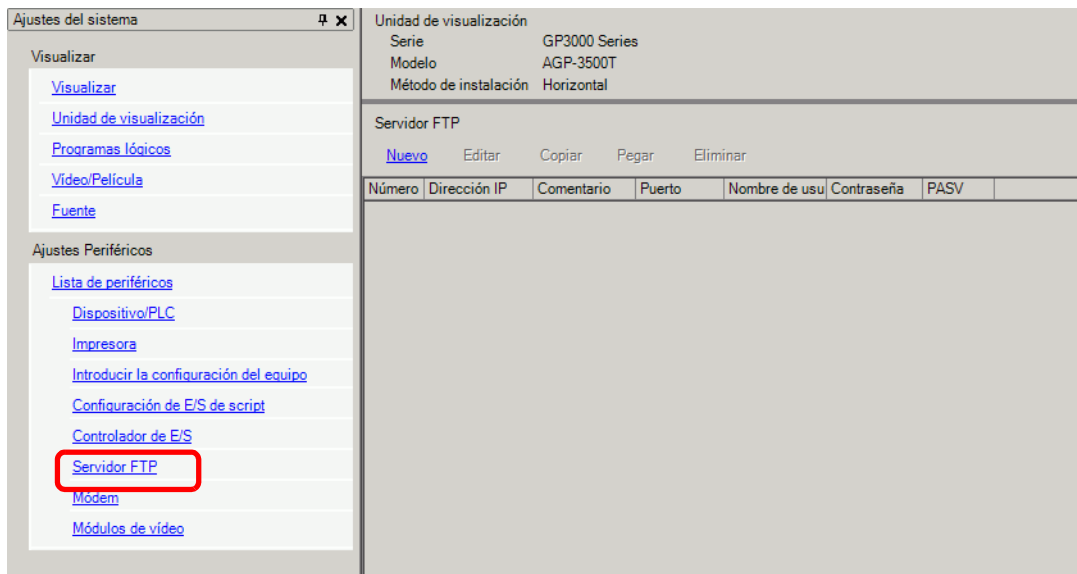 Ajustes del sistema
Visualizar
Visualizar
Unidad de visualización
Programas lógicos
Vídeo/Película
Fuente
Ajustes Periféricos
Lista de periféricos
Dispositivo/PLC
Impresora
Introducir la configuración del equipo
Configuración de E/S de script
Controlador de E/S
Servidor FTP
Módem
Módulos de vídeo
Unidad de visualización
Serie GP3000 Series
Modelo AGP-3500T
Método de instalación Horizontal
Servidor FTP
Nuevo Editar Copiar Pegar Eliminar
Número Dirección IP Comentario Puerto Nombre de usu Contraseña PASV